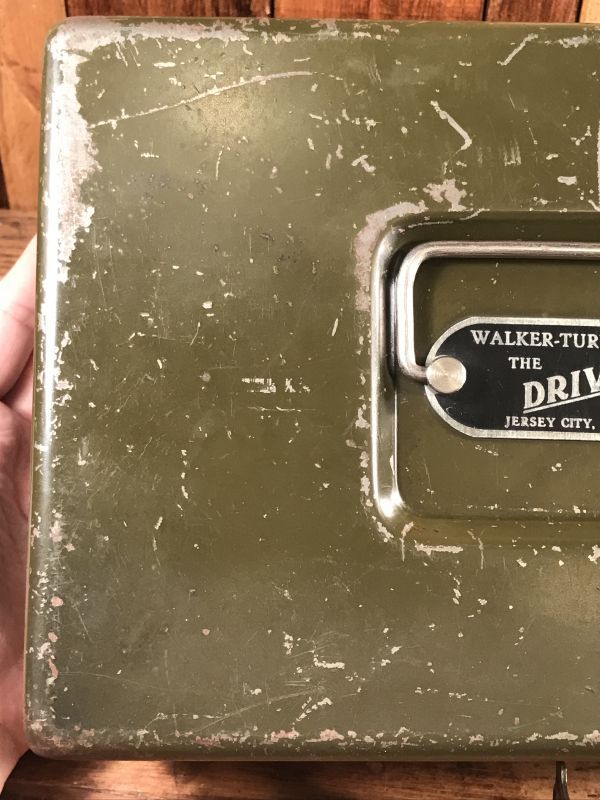 WALKER-TUR
THE
DRIV
JERSEY CITY,